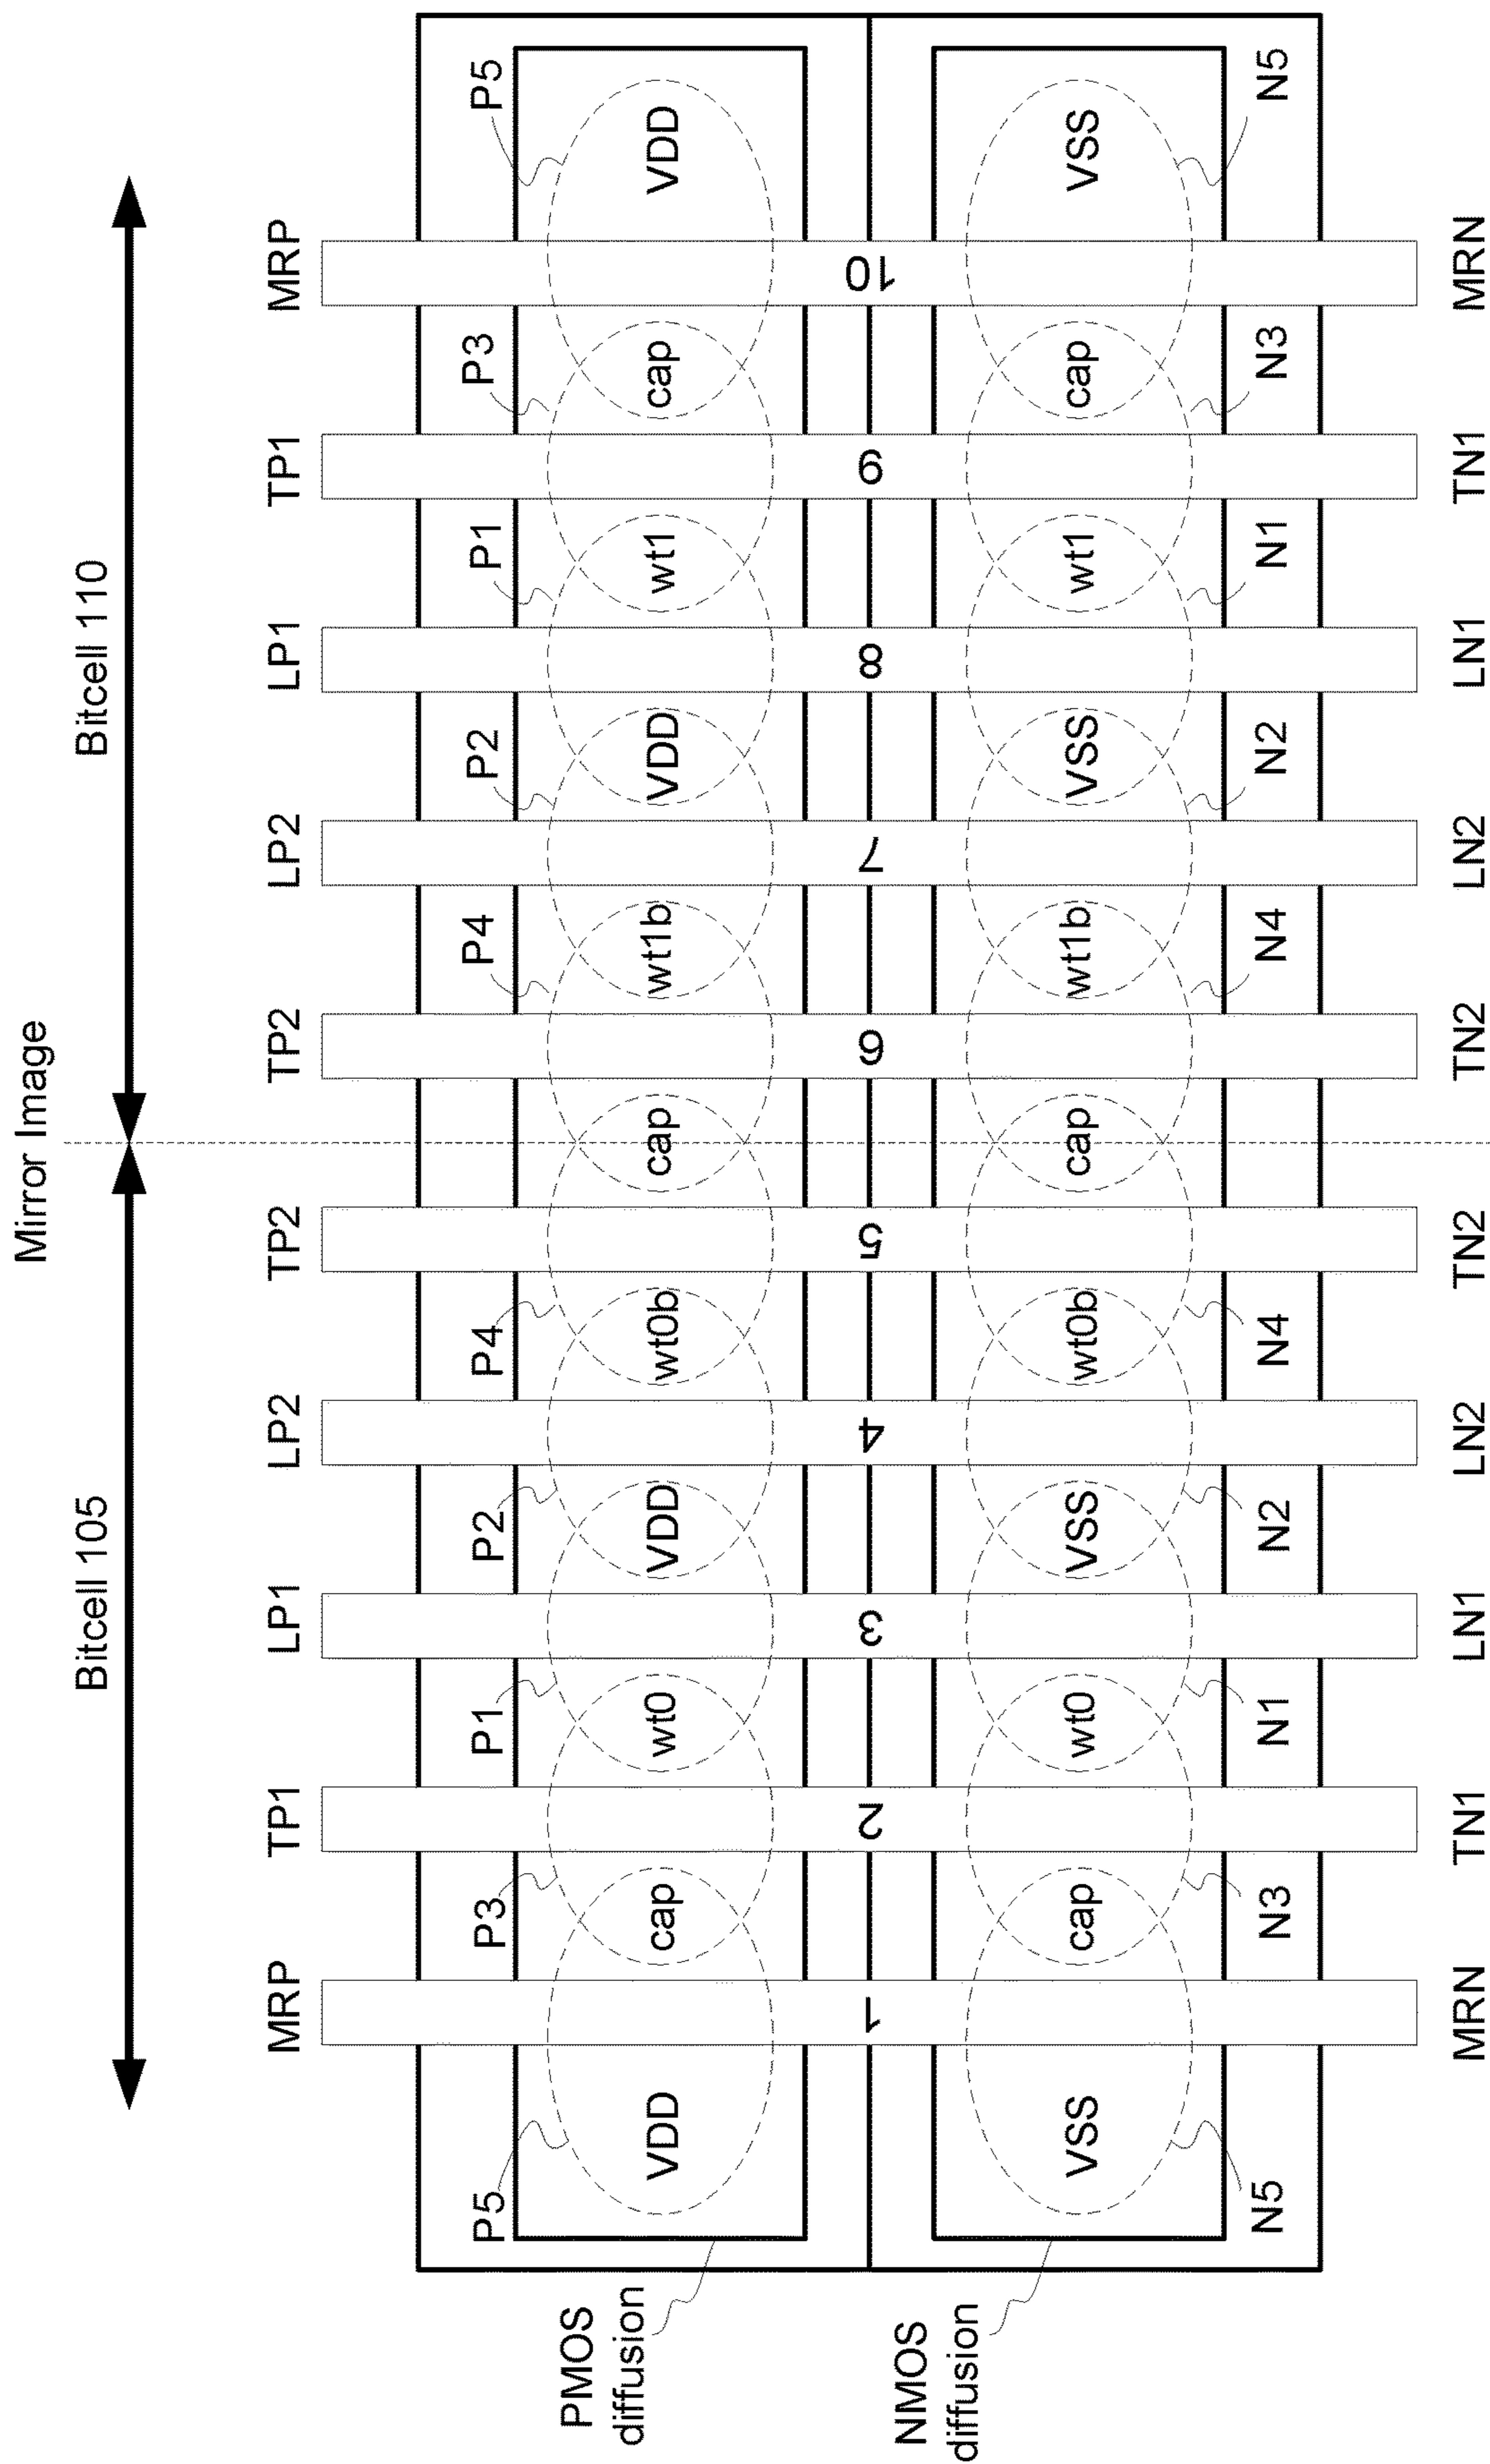 Mirror Image
Bitcell 105 Bitcell 110
MRP TP1 LP1 LP2 TP2 TP2 LP2 LP1 TP1 MRP
P5 P3 P1 P2 P4 P4 P2 P1 P3 P5
PMOS
diffusion
VDD cap wt0 VDD wt0b cap wt1b VDD wt1 cap VDD
1 2 3 4 5 6 7 8 9 10
NMOS
diffusion
VSS cap wt0 VSS wt0b cap wt1b VSS wt1 cap VSS
N5 N3 N1 N2 N4 N4 N2 N1 N3 N5
MRN TN1 LN1 LN2 TN2 TN2 LN2 LN1 TN1 MRN